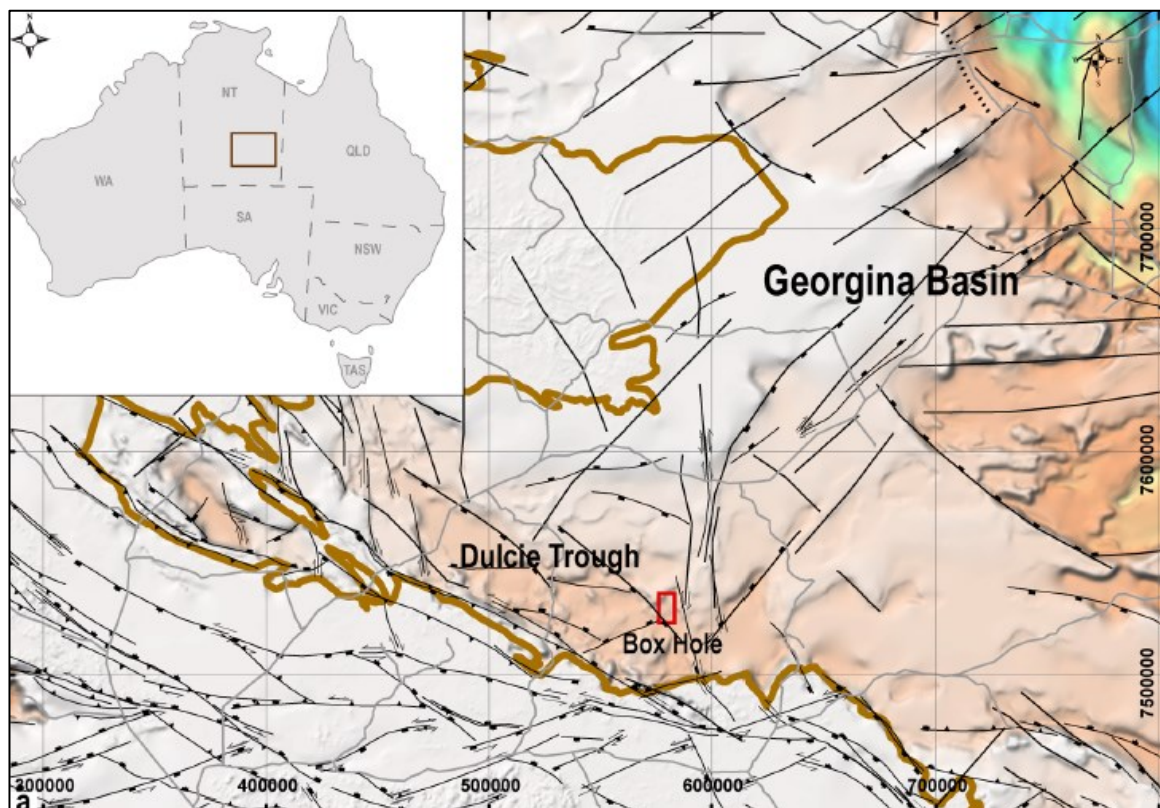 NT
WA
QLD
SA
NSW
VIC
TAS
N
W E
S
Georgina Basin
Dulcie Trough
Box Hole
7700000
7600000
7500000
400000
500000
600000
700000
a